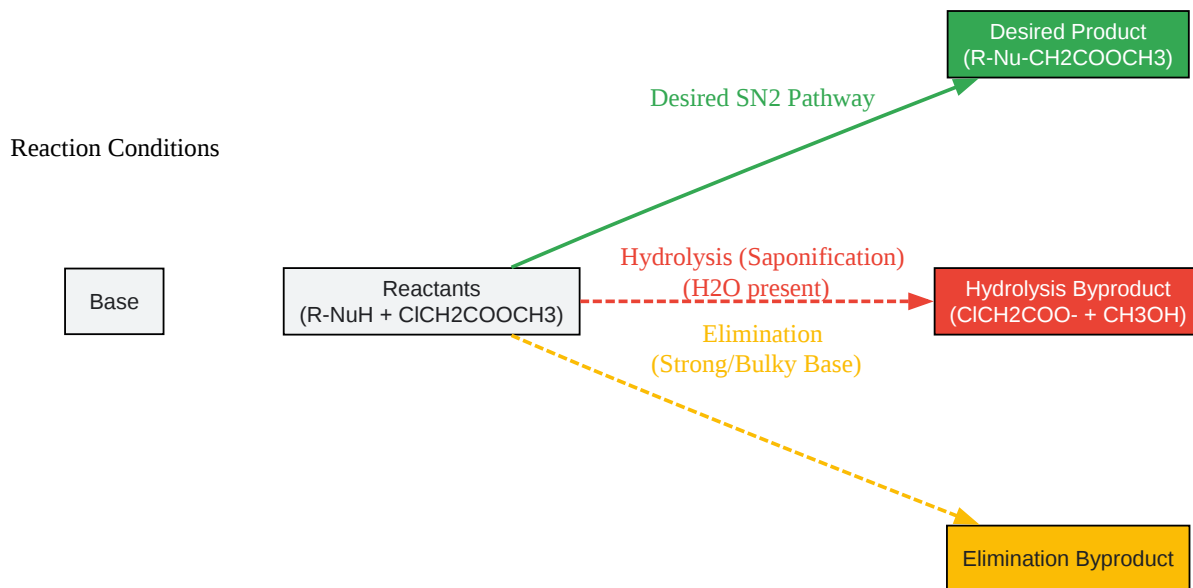 Desired Product
(R-Nu-CH2COOCH3)
Desired SN2 Pathway
Reaction Conditions
Base
Reactants
(R-NuH + ClCH2COOCH3)
Hydrolysis (Saponification)
(H2O present)
Hydrolysis Byproduct
(ClCH2COO- + CH3OH)
Elimination
(Strong/Bulky Base)
Elimination Byproduct